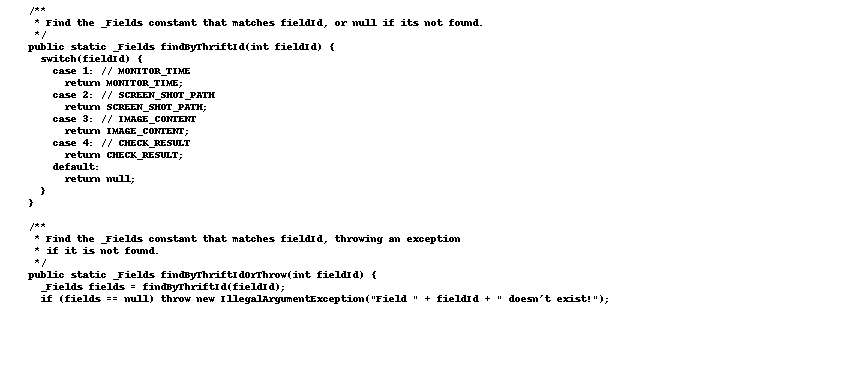 /**
 * Find the _Fields constant that matches fieldId, or null if its not found.
 */
public static _Fields findByThriftId(int fieldId) {
  switch(fieldId) {
    case 1: // MONITOR_TIME
      return MONITOR_TIME;
    case 2: // SCREEN_SHOT_PATH
      return SCREEN_SHOT_PATH;
    case 3: // IMAGE_CONTENT
      return IMAGE_CONTENT;
    case 4: // CHECK_RESULT
      return CHECK_RESULT;
    default:
      return null;
  }
}
/**
 * Find the _Fields constant that matches fieldId, throwing an exception
 * if it is not found.
 */
public static _Fields findByThriftIdOrThrow(int fieldId) {
  _Fields fields = findByThriftId(fieldId);
  if (fields == null) throw new IllegalArgumentException("Field " + fieldId + " doesn't exist!");